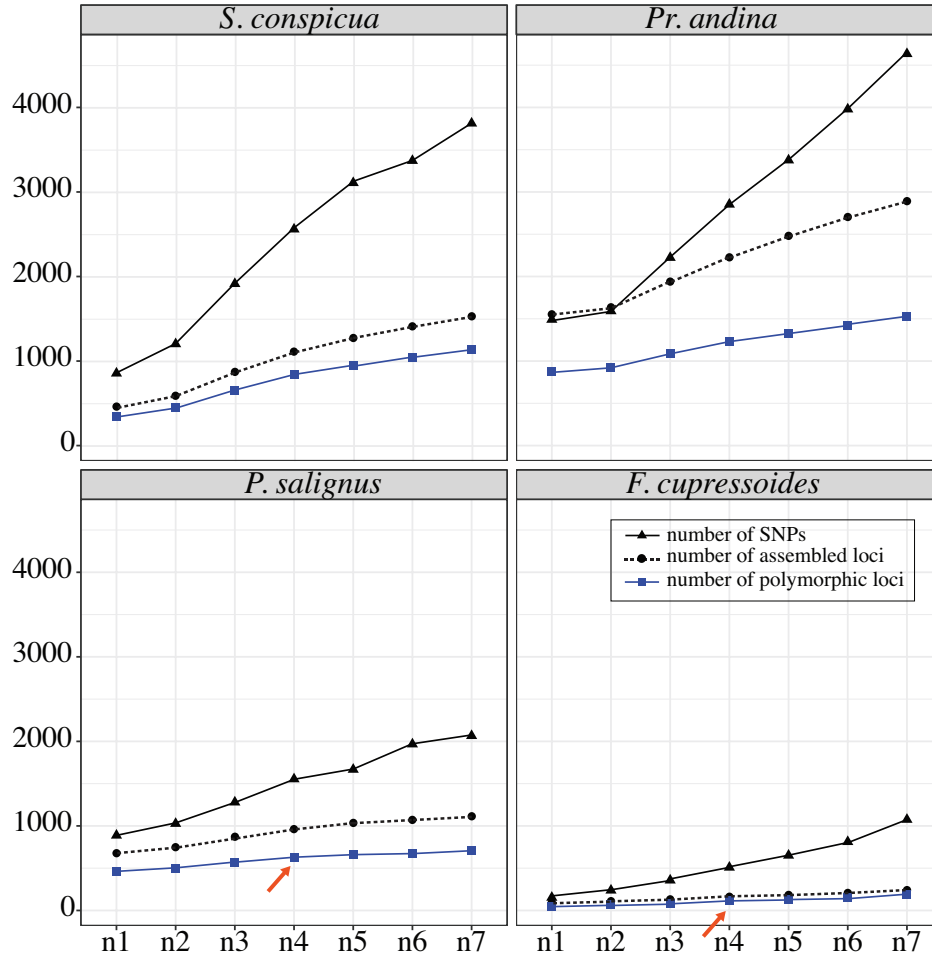 S. conspicua
Pr. andina
4000
3000
2000
1000
0
P. salignus
F. cupressoides
number of SNPs
number of assembled loci
number of polymorphic loci
4000
3000
2000
1000
0
n1 n2 n3 n4 n5 n6 n7
n1 n2 n3 n4 n5 n6 n7